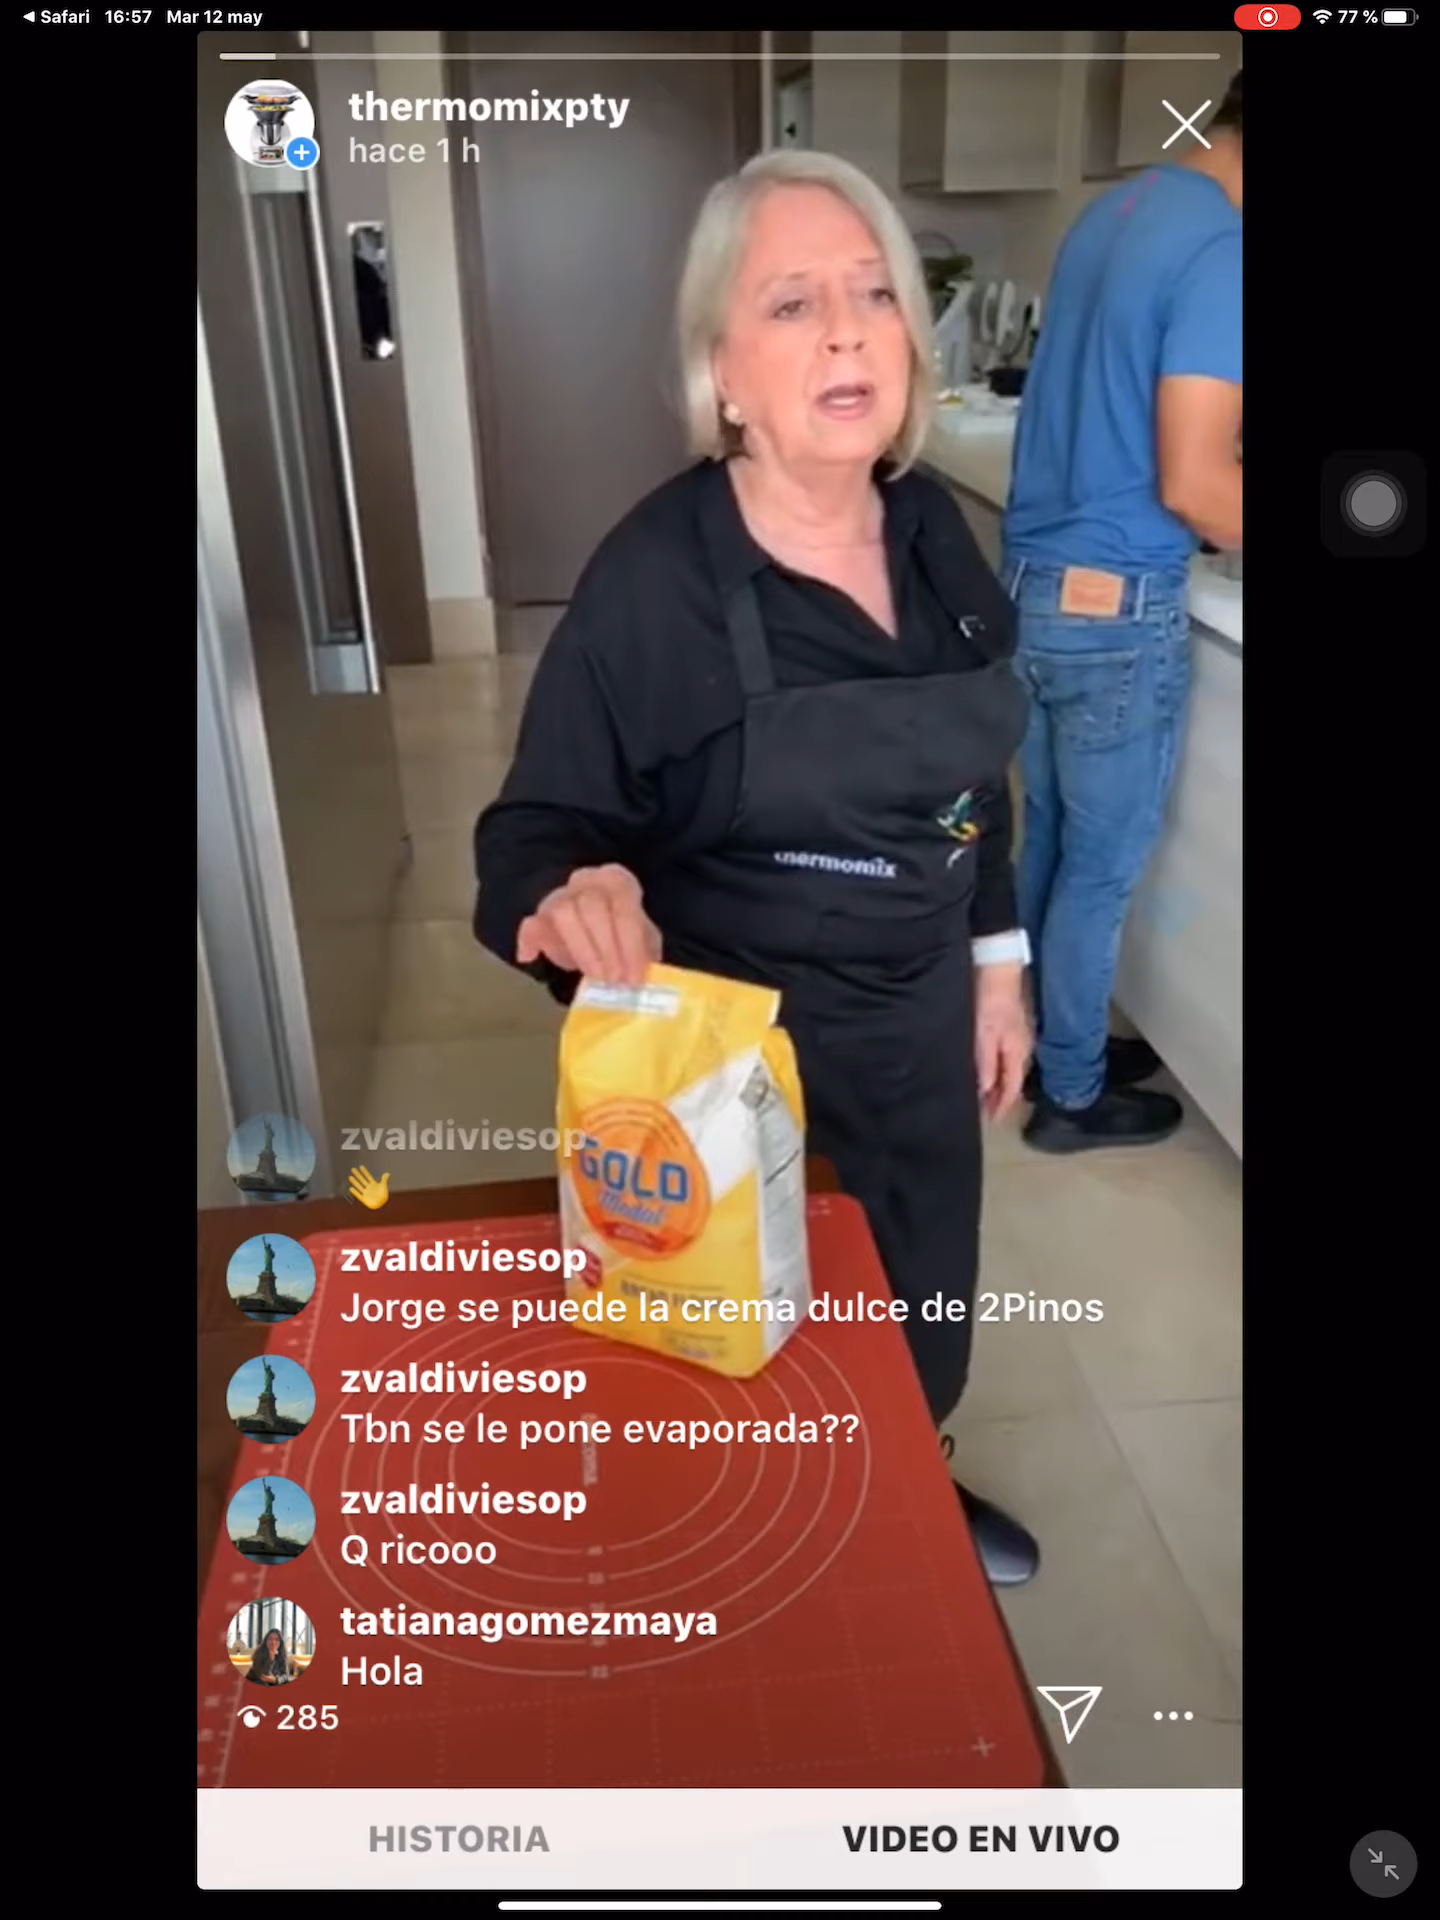 Safari 16:57 Mar 12 may 77 %
thermomixpty
hace 1 h
thermomix
zvaldiviesop
👋
GOLD
Medal
zvaldiviesop
Jorge se puede la crema dulce de 2Pinos
zvaldiviesop
Tbn se le pone evaporada??
zvaldiviesop
Q ricooo
tatianagomezmaya
Hola
285
HISTORIA VIDEO EN VIVO